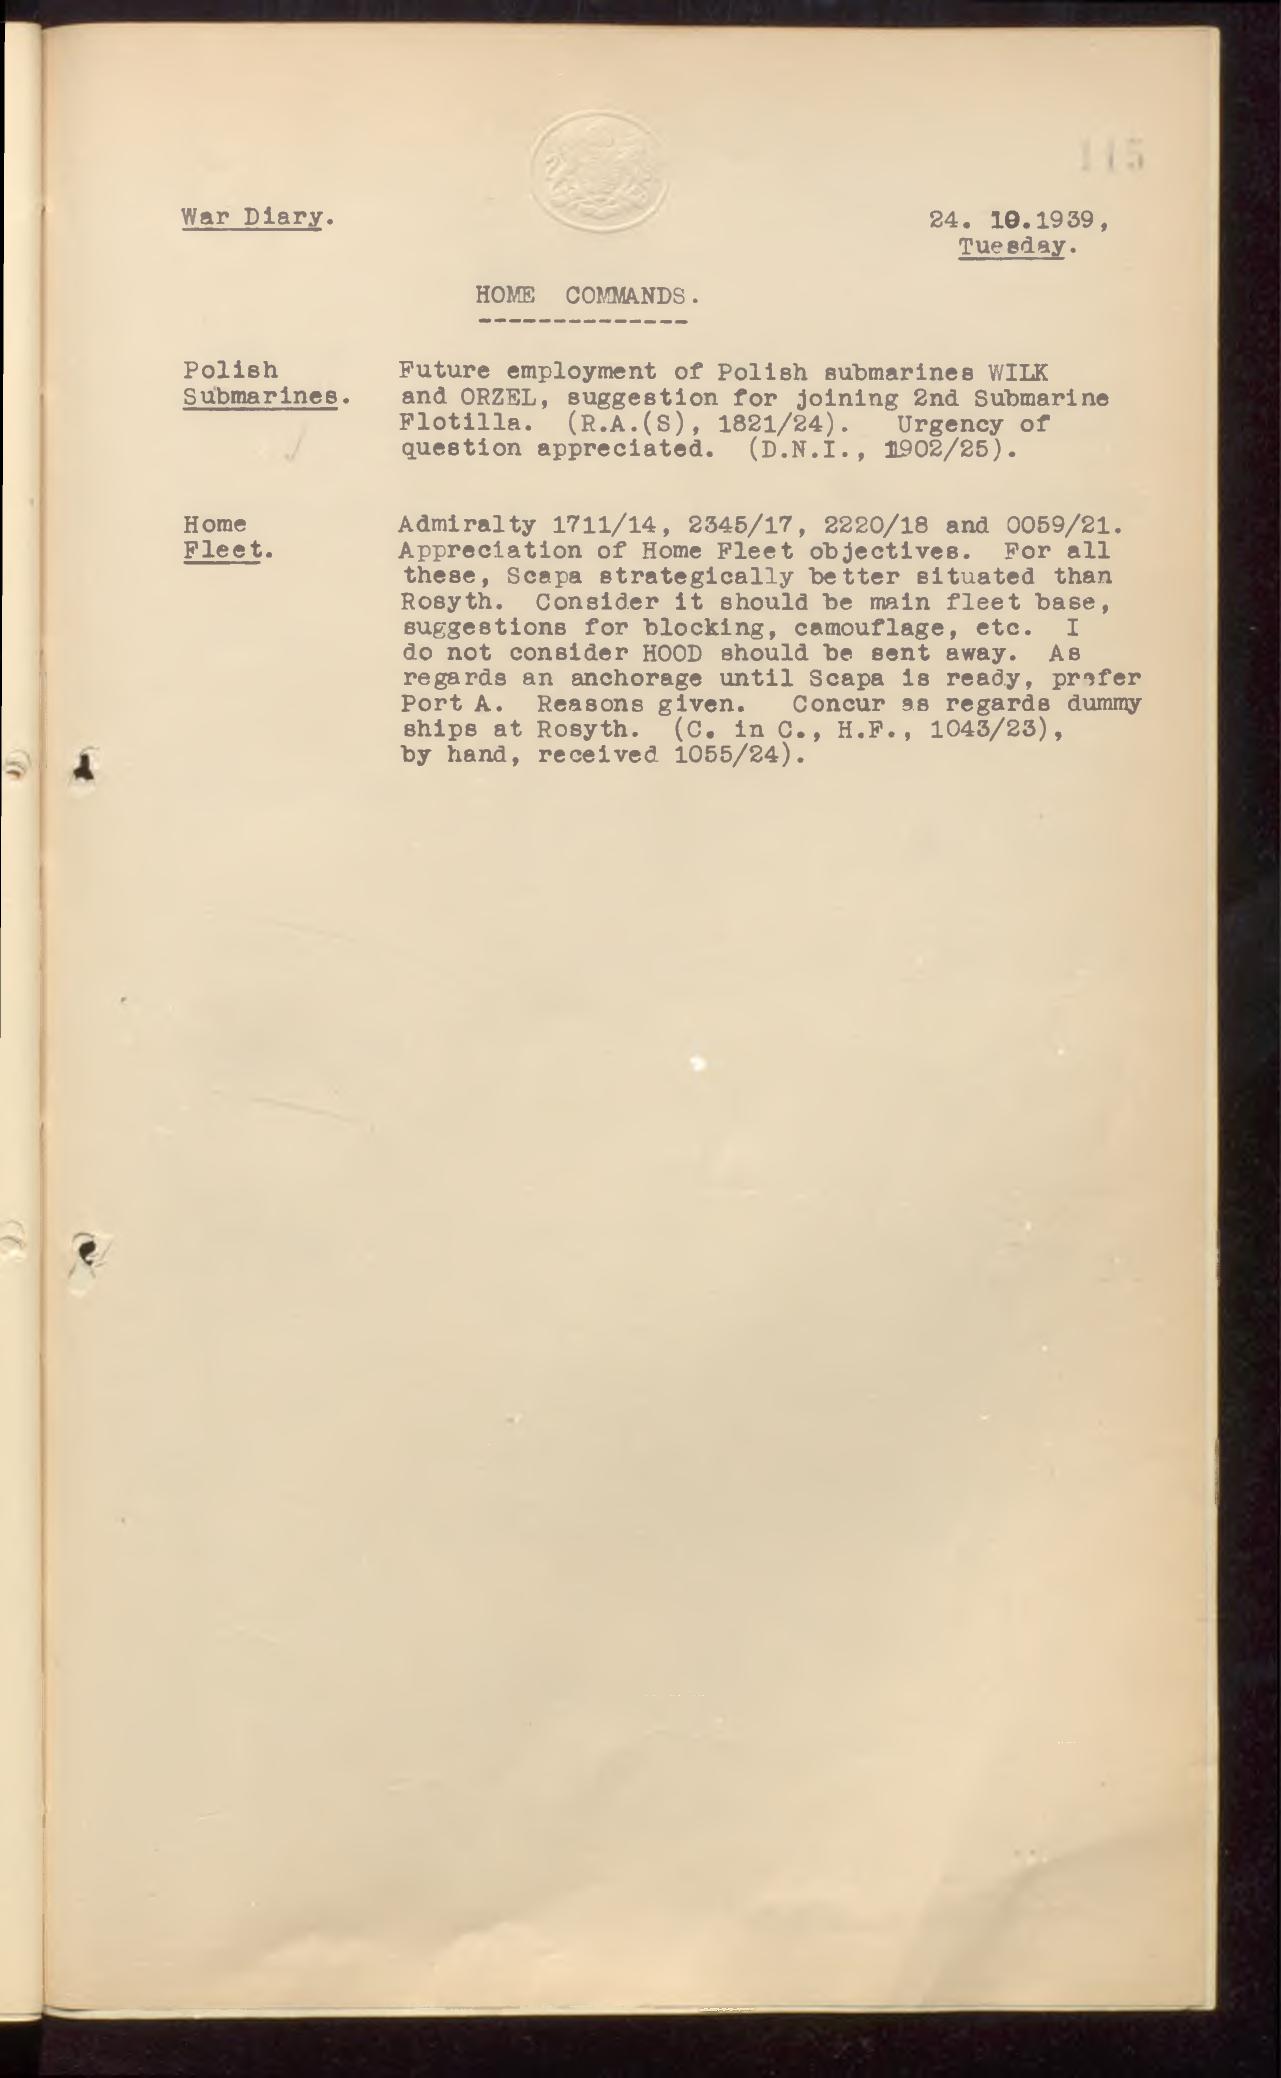 115
War Diary.
24. 10.1939,
Tuesday.
HOME COMMANDS.
--------------
Polish
Submarines.
Future employment of Polish submarines WILK
and ORZEL, suggestion for joining 2nd Submarine
Flotilla. (R.A.(S), 1821/24). Urgency of
question appreciated. (D.N.I., 1902/25).
Home
Fleet.
Admiralty 1711/14, 2345/17, 2220/18 and 0059/21.
Appreciation of Home Fleet objectives. For all
these, Scapa strategically better situated than
Rosyth. Consider it should be main fleet base,
suggestions for blocking, camouflage, etc. I
do not consider HOOD should be sent away. As
regards an anchorage until Scapa is ready, prefer
Port A. Reasons given. Concur as regards dummy
ships at Rosyth. (C. in C., H.F., 1043/23),
by hand, received 1055/24).